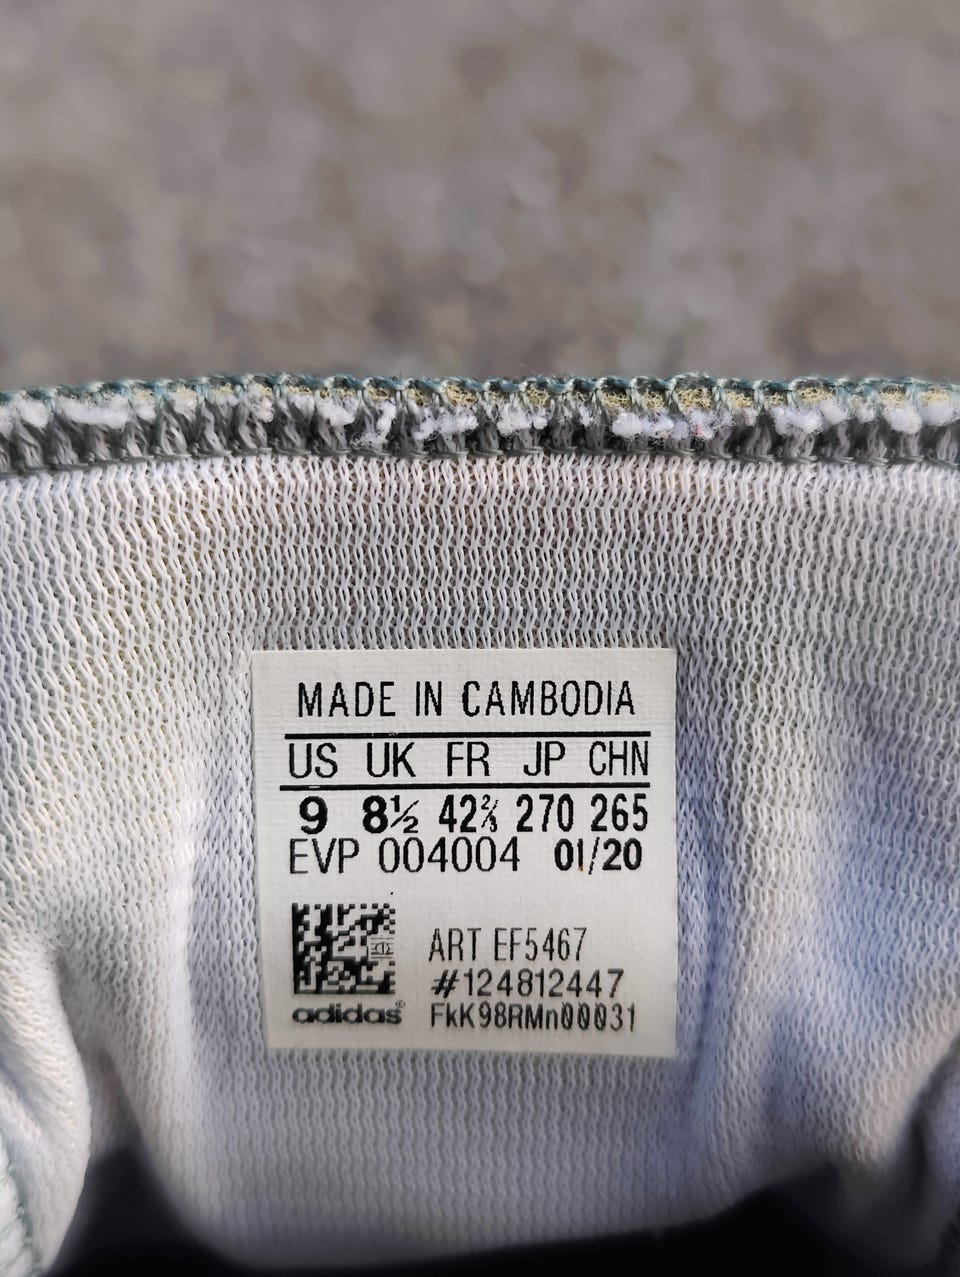 MADE IN CAMBODIA
US UK FR JP CHN
9 8½ 42⅔ 270 265
EVP 004004 01/20
ART EF5467
#124812447
adidas® FkK98RMn00031